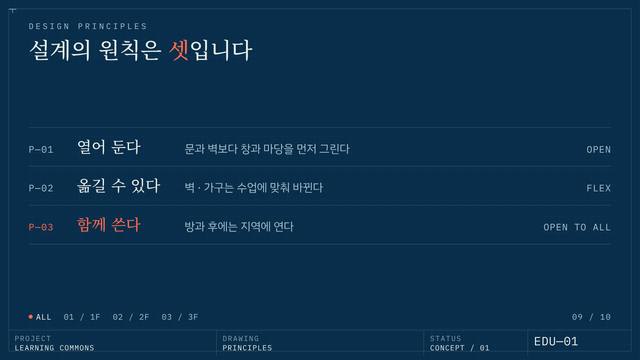 DESIGN PRINCIPLES
설계의 원칙은 셋입니다
P—01 열어 둔다 문과 벽보다 창과 마당을 먼저 그린다 OPEN
P—02 옮길 수 있다 벽 · 가구는 수업에 맞춰 바뀐다 FLEX
P—03 함께 쓴다 방과 후에는 지역에 연다 OPEN TO ALL
ALL 01 / 1F 02 / 2F 03 / 3F 09 / 10
PROJECT DRAWING STATUS EDU—01
LEARNING COMMONS PRINCIPLES CONCEPT / 01